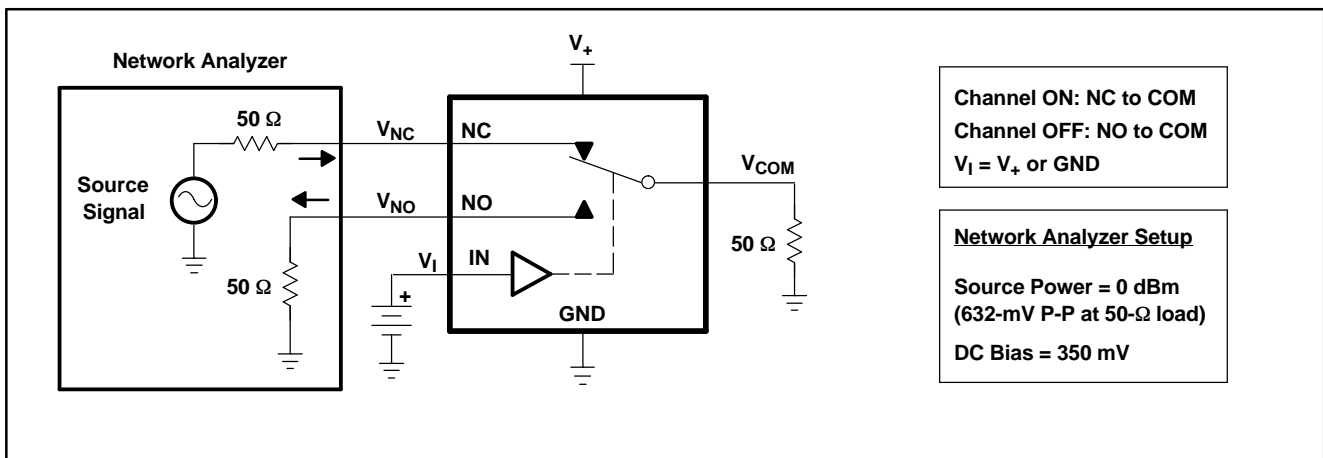 Network Analyzer
50 Ω
Source
Signal
50 Ω
V+
VNC
NC
VNO
NO
VI
IN
+
GND
VCOM
50 Ω
Channel ON: NC to COM
Channel OFF: NO to COM
VI = V+ or GND
Network Analyzer Setup
Source Power = 0 dBm
(632-mV P-P at 50-Ω load)
DC Bias = 350 mV